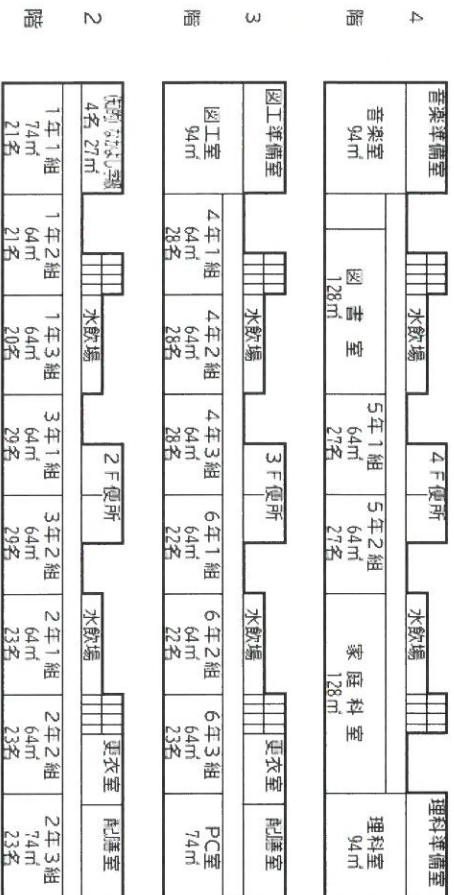 4階
音楽準備室
水飲場
4F便所
水飲場
理科準備室
音楽室
94㎡
図書室
128㎡
5年1組
64㎡
27名
5年2組
64㎡
27名
家庭科室
128㎡
理科室
94㎡
3階
図工準備室
水飲場
3F便所
水飲場
更衣室
配膳室
図工室
94㎡
4年1組
64㎡
28名
4年2組
64㎡
28名
4年3組
64㎡
28名
6年1組
64㎡
22名
6年2組
64㎡
22名
6年3組
64㎡
23名
PC室
74㎡
2階
なかよし学級
4名 27㎡
水飲場
2F便所
水飲場
更衣室
配膳室
1年1組
74㎡
21名
1年2組
64㎡
21名
1年3組
64㎡
20名
3年1組
64㎡
29名
3年2組
64㎡
29名
2年1組
64㎡
23名
2年2組
64㎡
23名
2年3組
74㎡
23名